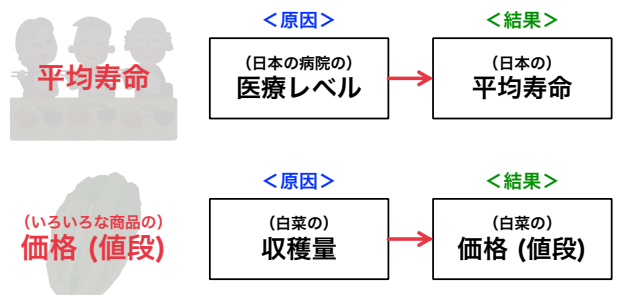 ＜原因＞
＜結果＞
平均寿命
(日本の病院の)
医療レベル
(日本の)
平均寿命
＜原因＞
＜結果＞
(いろいろな商品の)
価格 (値段)
(白菜の)
収穫量
(白菜の)
価格 (値段)